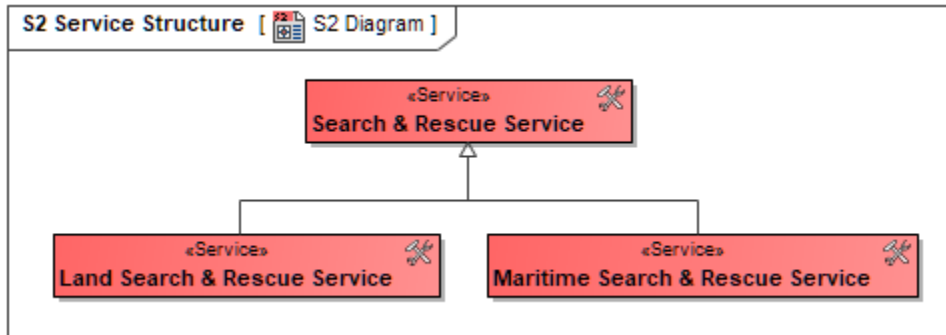 S2 Service Structure [ S2 S2 Diagram ]
«Service»
Search & Rescue Service
«Service»
Land Search & Rescue Service
«Service»
Maritime Search & Rescue Service